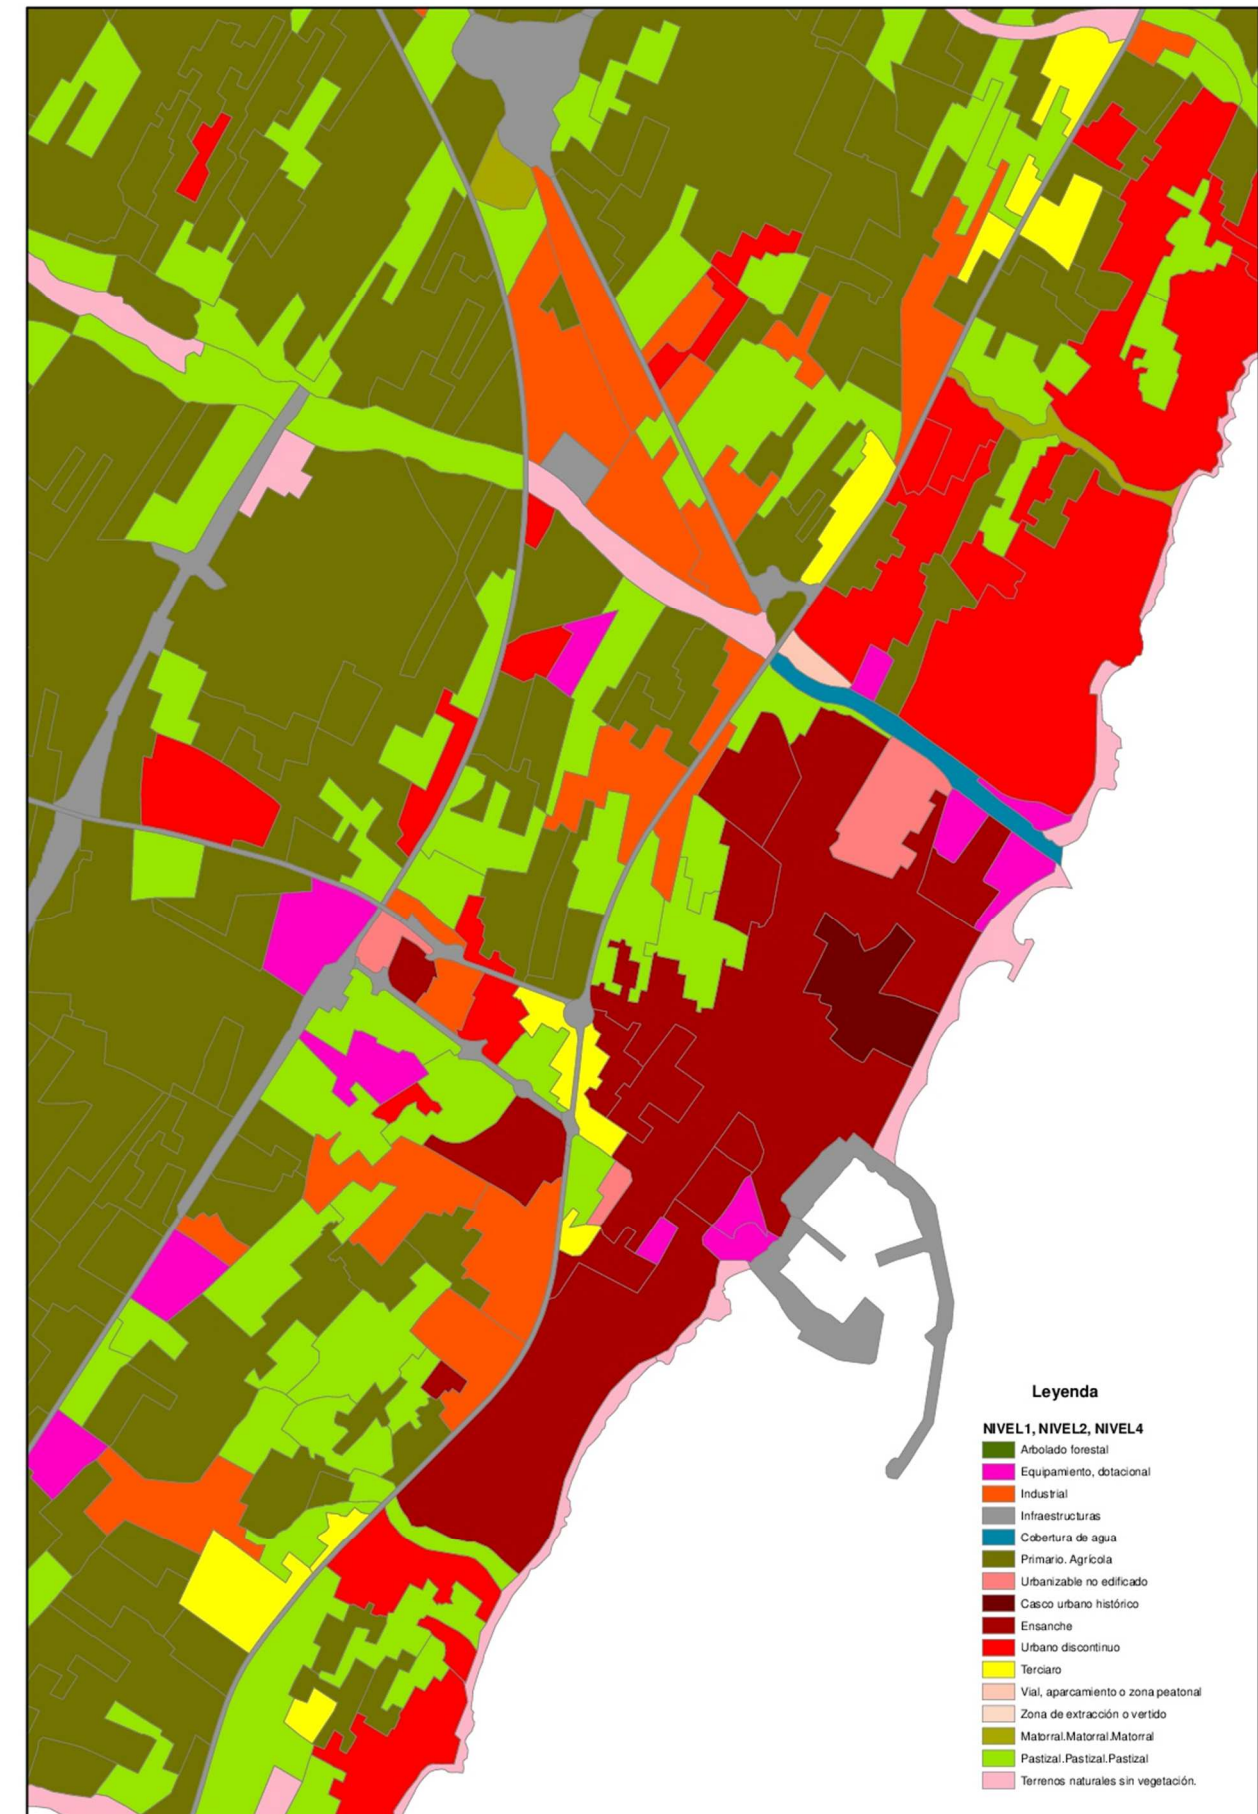 Leyenda
NIVEL1, NIVEL2, NIVEL4
Arbolado forestal
Equipamiento, dotacional
Industrial
Infraestructuras
Cobertura de agua
Primario. Agrícola
Urbanizable no edificado
Casco urbano histórico
Ensanche
Urbano discontinuo
Terciaro
Vial, aparcamiento o zona peatonal
Zona de extracción o vertido
Matorral.Matorral.Matorral
Pastizal.Pastizal.Pastizal
Terrenos naturales sin vegetación.